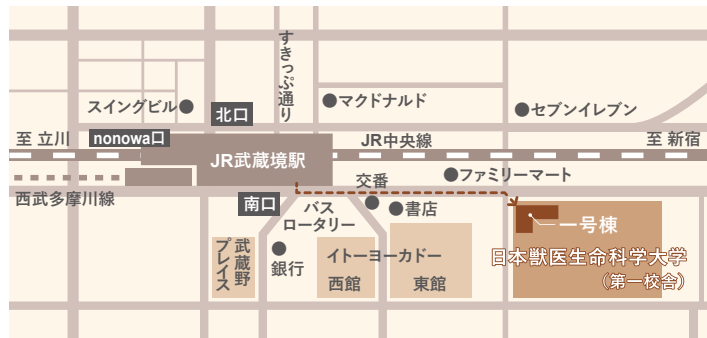 すきっぷ通り
スイングビル
北口
マクドナルド
セブンイレブン
至 立川
nonowa口
JR中央線
至 新宿
JR武蔵境駅
ファミリーマート
西武多摩川線
交番
南口
バス
ロータリー
書店
一号棟
武蔵野
プレイス
銀行
イトーヨーカドー
西館
東館
日本獣医生命科学大学
（第一校舎）